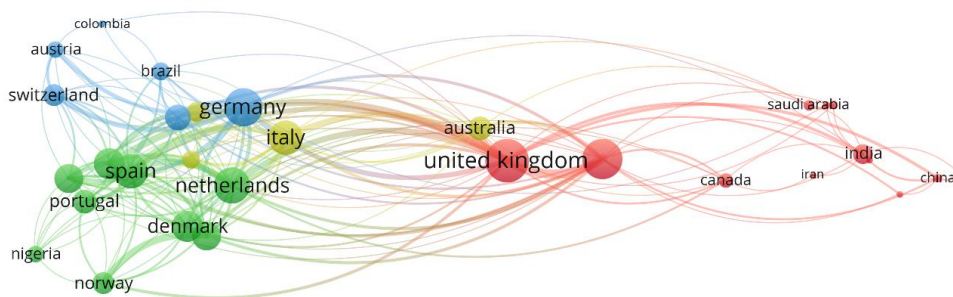 colombia
austria
brazil
switzerland
germany
saudi arabia
australia
italy
united kingdom
india
spain
canada
iran
china
netherlands
portugal
denmark
nigeria
norway